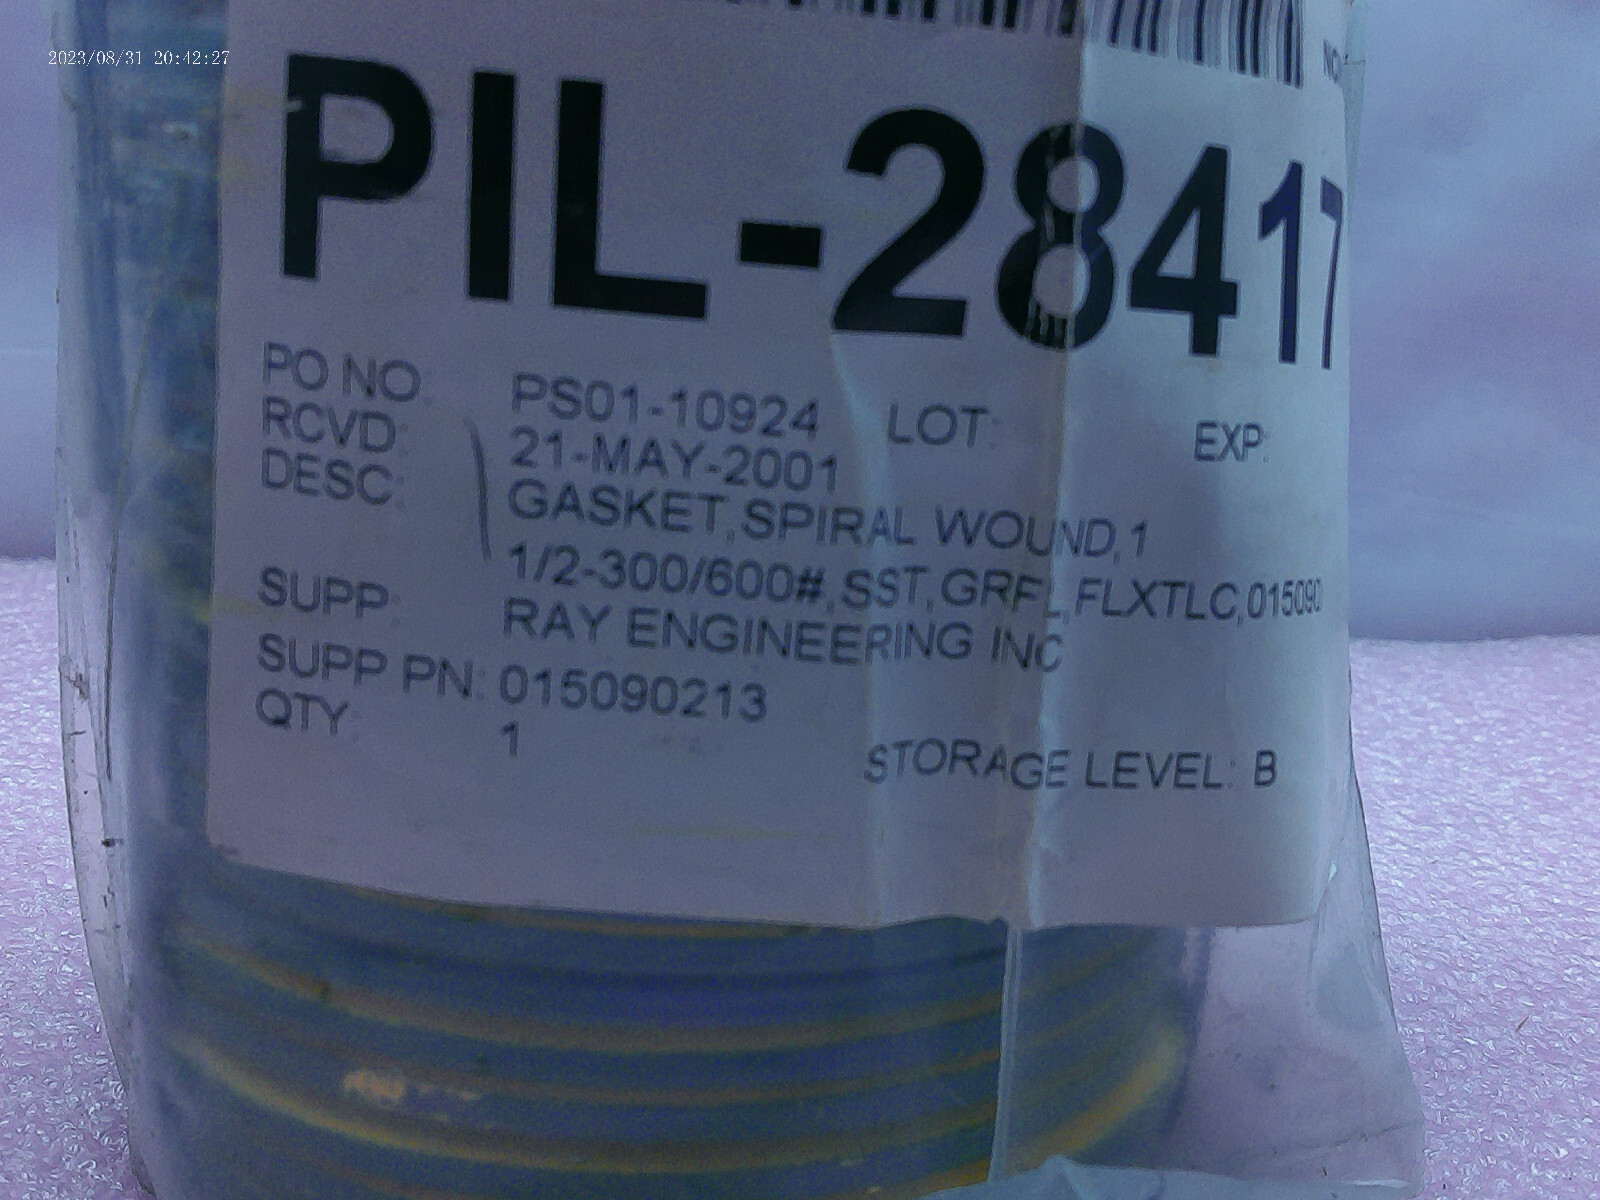 2023/08/31 20:42:27
PIL-28417
PO NO: PS01-10924 LOT: EXP:
RCVD: 21-MAY-2001
DESC: GASKET,SPIRAL WOUND,1
1/2-300/600#,SST,GRFL,FLXTLC,015090
SUPP: RAY ENGINEERING INC
SUPP PN: 015090213
QTY: 1
STORAGE LEVEL: B